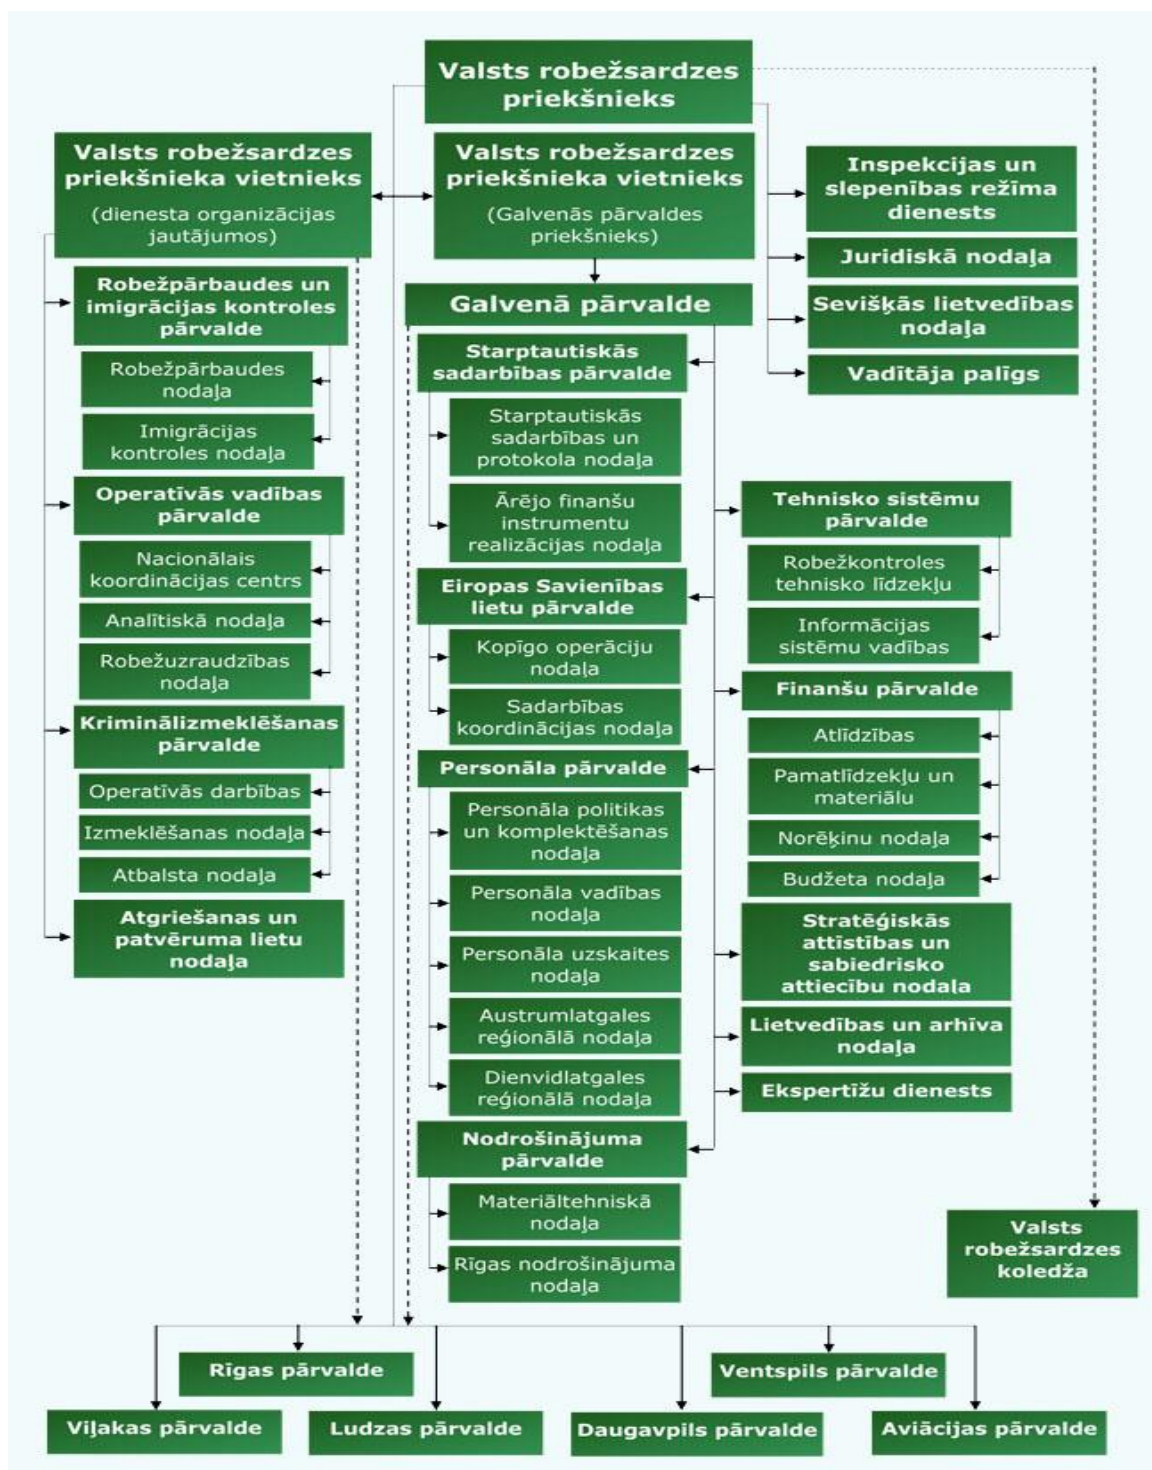 Valsts robežsardzes
priekšnieks
Valsts robežsardzes
priekšnieka vietnieks
(dienesta organizācijas
jautājumos)
Valsts robežsardzes
priekšnieka vietnieks
(Galvenās pārvaldes
priekšnieks)
Inspekcijas un
slepenības režīma
dienests
Juridiskā nodaļa
Sevišķās lietvedības
nodaļa
Vadītāja palīgs
Robežpārbaudes un
imigrācijas kontroles
pārvalde
Robežpārbaudes
nodaļa
Imigrācijas
kontroles nodaļa
Operatīvās vadības
pārvalde
Nacionālais
koordinācijas centrs
Analītiskā nodaļa
Robežuzraudzības
nodaļa
Kriminālizmeklēšanas
pārvalde
Operatīvās darbības
Izmeklēšanas nodaļa
Atbalsta nodaļa
Atgriešanas un
patvēruma lietu
nodaļa
Galvenā pārvalde
Starptautiskās
sadarbības pārvalde
Starptautiskās
sadarbības un
protokola nodaļa
Ārējo finanšu
instrumentu
realizācijas nodaļa
Eiropas Savienības
lietu pārvalde
Kopīgo operāciju
nodaļa
Sadarbības
koordinācijas nodaļa
Personāla pārvalde
Personāla politikas
un komplektēšanas
nodaļa
Personāla vadības
nodaļa
Personāla uzskaites
nodaļa
Austrumlatgales
reģionālā nodaļa
Dienvidlatgales
reģionālā nodaļa
Nodrošinājuma
pārvalde
Materiāltehniskā
nodaļa
Rīgas nodrošinājuma
nodaļa
Tehnisko sistēmu
pārvalde
Robežkontroles
tehnisko līdzekļu
Informācijas
sistēmu vadības
Finanšu pārvalde
Atlīdzības
Pamatlīdzekļu un
materiālu
Norēķinu nodaļa
Budžeta nodaļa
Stratēģiskās
attīstības un
sabiedrisko
attiecību nodaļa
Lietvedības un arhīva
nodaļa
Ekspertīžu dienests
Valsts
robežsardzes
koledža
Rīgas pārvalde
Ventspils pārvalde
Viļakas pārvalde
Ludzas pārvalde
Daugavpils pārvalde
Aviācijas pārvalde